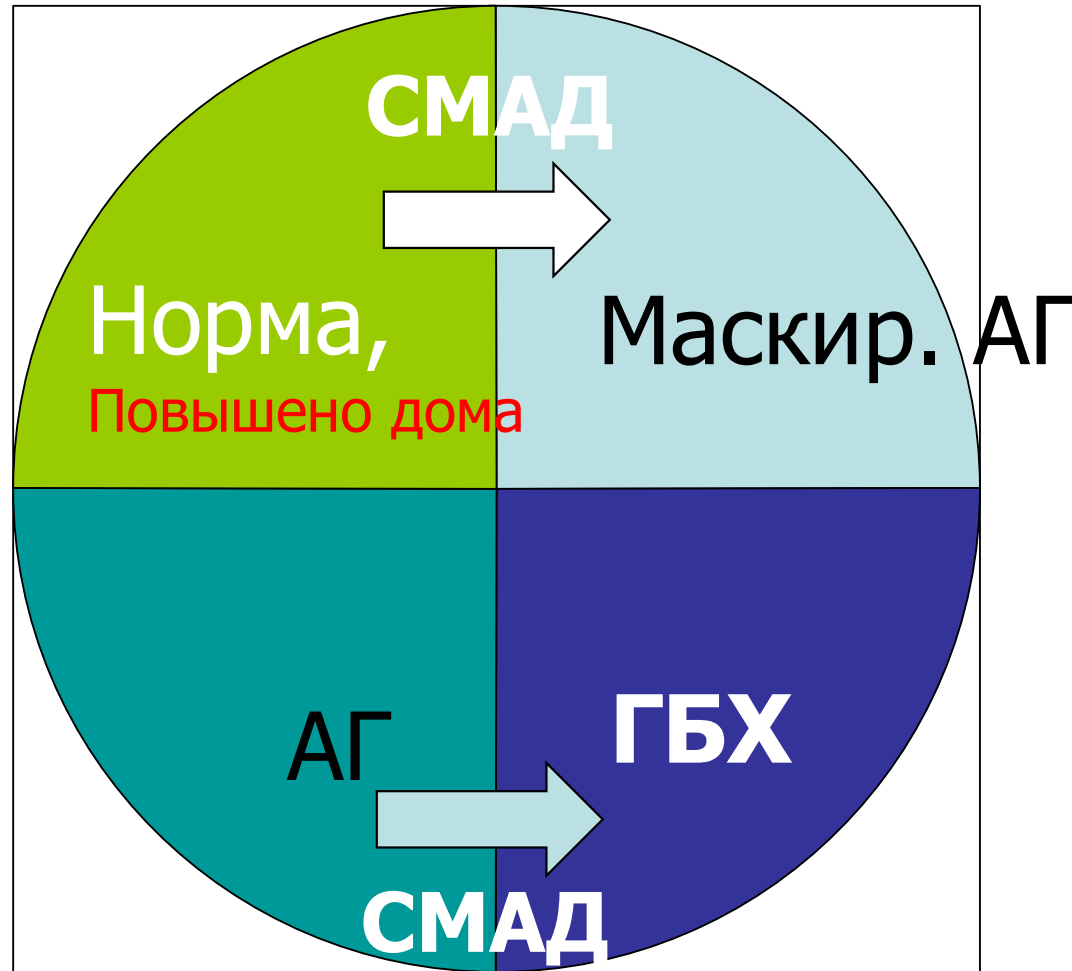 СМАД
Норма,
Повышено дома
Маскир. АГ
АГ
ГБХ
СМАД